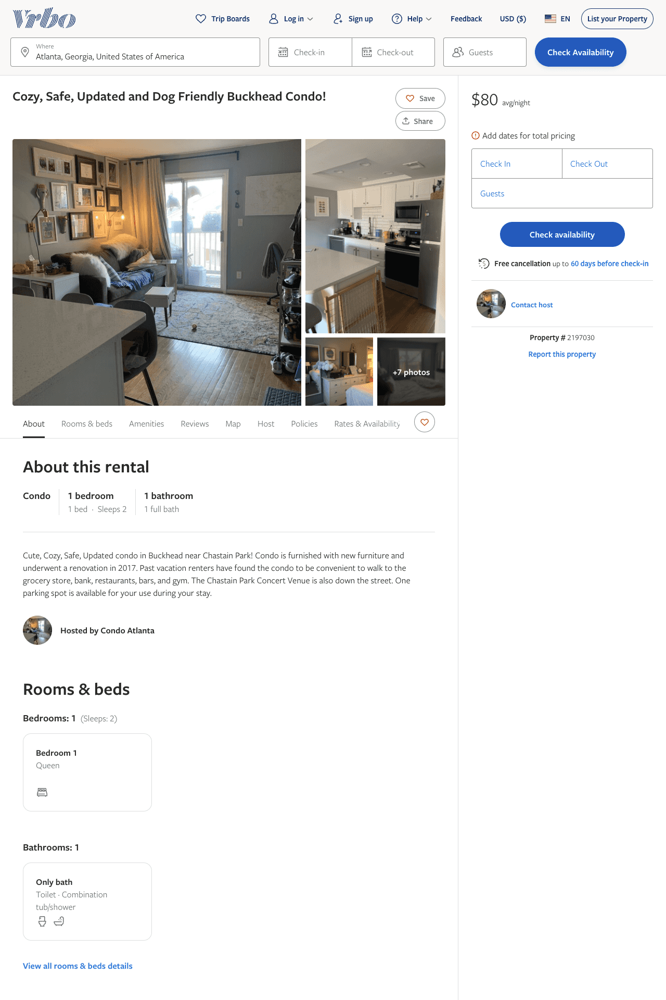 Vrbo
Trip Boards
Log in
Sign up
Help
Feedback
USD ($)
EN
List your Property
Where
Atlanta, Georgia, United States of America
Check-in
Check-out
Guests
Check Availability
Cozy, Safe, Updated and Dog Friendly Buckhead Condo!
Save
Share
+7 photos
$80 avg/night
Add dates for total pricing
Check In
Check Out
Guests
Check availability
Free cancellation up to 60 days before check-in
Contact host
Property # 2197030
Report this property
About
Rooms & beds
Amenities
Reviews
Map
Host
Policies
Rates & Availability
About this rental
Condo
1 bedroom
1 bed · Sleeps 2
1 bathroom
1 full bath
Cute, Cozy, Safe, Updated condo in Buckhead near Chastain Park! Condo is furnished with new furniture and
underwent a renovation in 2017. Past vacation renters have found the condo to be convenient to walk to the
grocery store, bank, restaurants, bars, and gym. The Chastain Park Concert Venue is also down the street. One
parking spot is available for your use during your stay.
Hosted by Condo Atlanta
Rooms & beds
Bedrooms: 1 (Sleeps: 2)
Bedroom 1
Queen
Bathrooms: 1
Only bath
Toilet · Combination
tub/shower
View all rooms & beds details